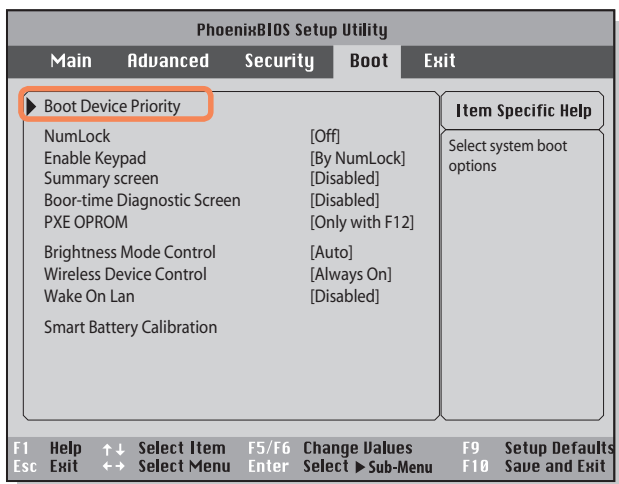 PhoenixBIOS Setup Utility
Main Advanced Security Boot Exit
▶ Boot Device Priority
NumLock [Off]
Enable Keypad [By NumLock]
Summary screen [Disabled]
Boor-time Diagnostic Screen [Disabled]
PXE OPROM [Only with F12]
Brightness Mode Control [Auto]
Wireless Device Control [Always On]
Wake On Lan [Disabled]
Smart Battery Calibration
Item Specific Help
Select system boot
options
F1 Help ↑↓ Select Item F5/F6 Change Values F9 Setup Defaults
Esc Exit ←→ Select Menu Enter Select ▶ Sub-Menu F10 Save and Exit